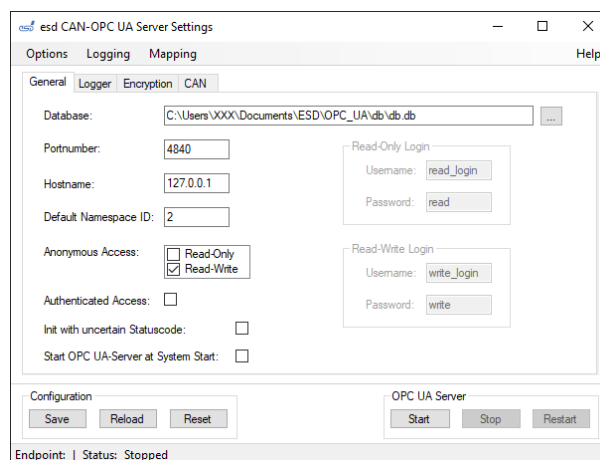 esd CAN-OPC UA Server Settings
Options Logging Mapping Help
General Logger Encryption CAN
Database: C:\Users\XXX\Documents\ESD\OPC_UA\db\db.db ...
Portnumber: 4840
Hostname: 127.0.0.1
Default Namespace ID: 2
Anonymous Access: Read-Only
Read-Write
Authenticated Access:
Init with uncertain Statuscode:
Start OPC UA-Server at System Start:
Read-Only Login
Username: read_login
Password: read
Read-Write Login
Username: write_login
Password: write
Configuration
Save Reload Reset
OPC UA Server
Start Stop Restart
Endpoint: | Status: Stopped